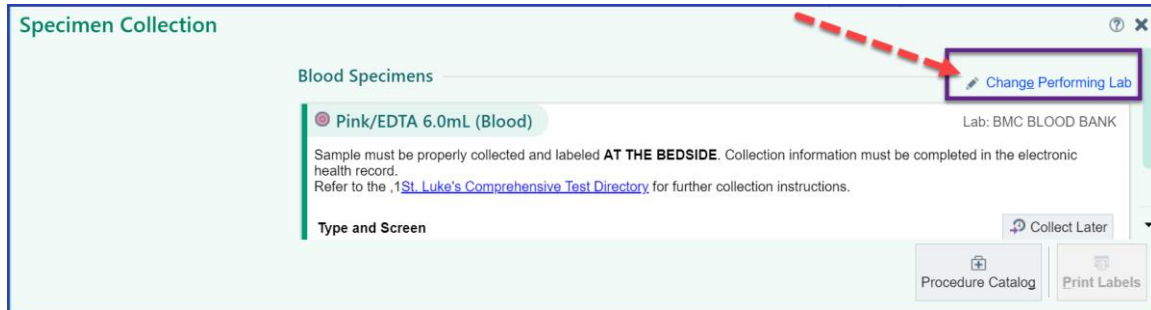 Specimen Collection
Blood Specimens
Change Performing Lab
Pink/EDTA 6.0mL (Blood)
Lab: BMC BLOOD BANK
Sample must be properly collected and labeled AT THE BEDSIDE. Collection information must be completed in the electronic
health record.
Refer to the ,1St. Luke's Comprehensive Test Directory for further collection instructions.
Type and Screen
Collect Later
Procedure Catalog
Print Labels